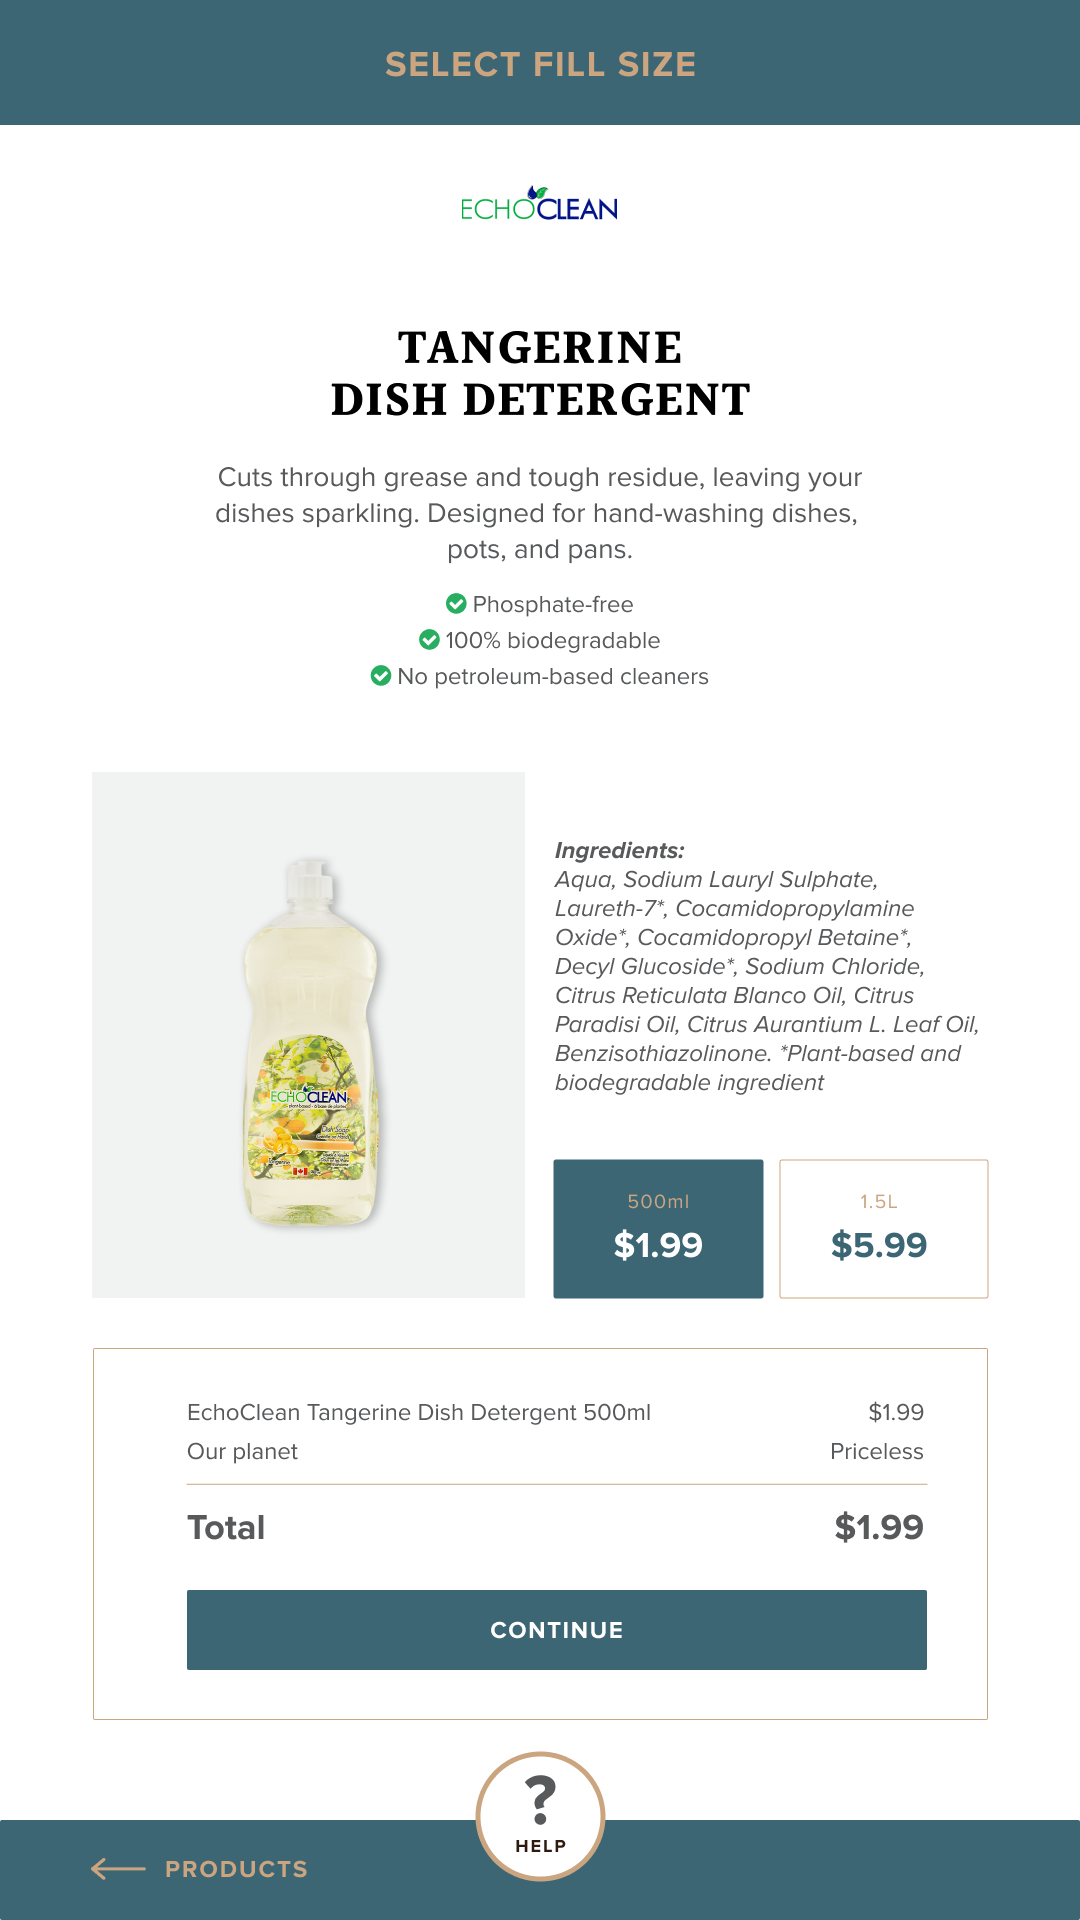 SELECT FILL SIZE
ECHOCLEAN
TANGERINE
DISH DETERGENT
Cuts through grease and tough residue, leaving your
dishes sparkling. Designed for hand-washing dishes,
pots, and pans.
Phosphate-free
100% biodegradable
No petroleum-based cleaners
Ingredients:
Aqua, Sodium Lauryl Sulphate,
Laureth-7*, Cocamidopropylamine
Oxide*, Cocamidopropyl Betaine*,
Decyl Glucoside*, Sodium Chloride,
Citrus Reticulata Blanco Oil, Citrus
Paradisi Oil, Citrus Aurantium L. Leaf Oil,
Benzisothiazolinone. *Plant-based and
biodegradable ingredient
ECHOCLEAN
Dish Soap
Tangerine
500ml
$1.99
1.5L
$5.99
EchoClean Tangerine Dish Detergent 500ml $1.99
Our planet Priceless
Total $1.99
CONTINUE
?
HELP
PRODUCTS